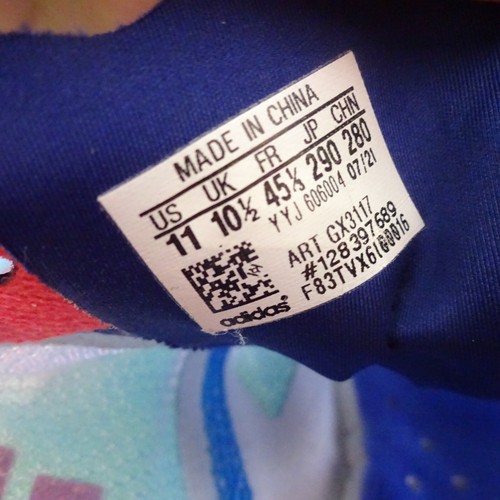 MADE IN CHINA
US UK FR JP CHN
11 10½ 45⅓ 290 280
YYJ 606004 07/21
ART GX3117
#128397689
adidas®